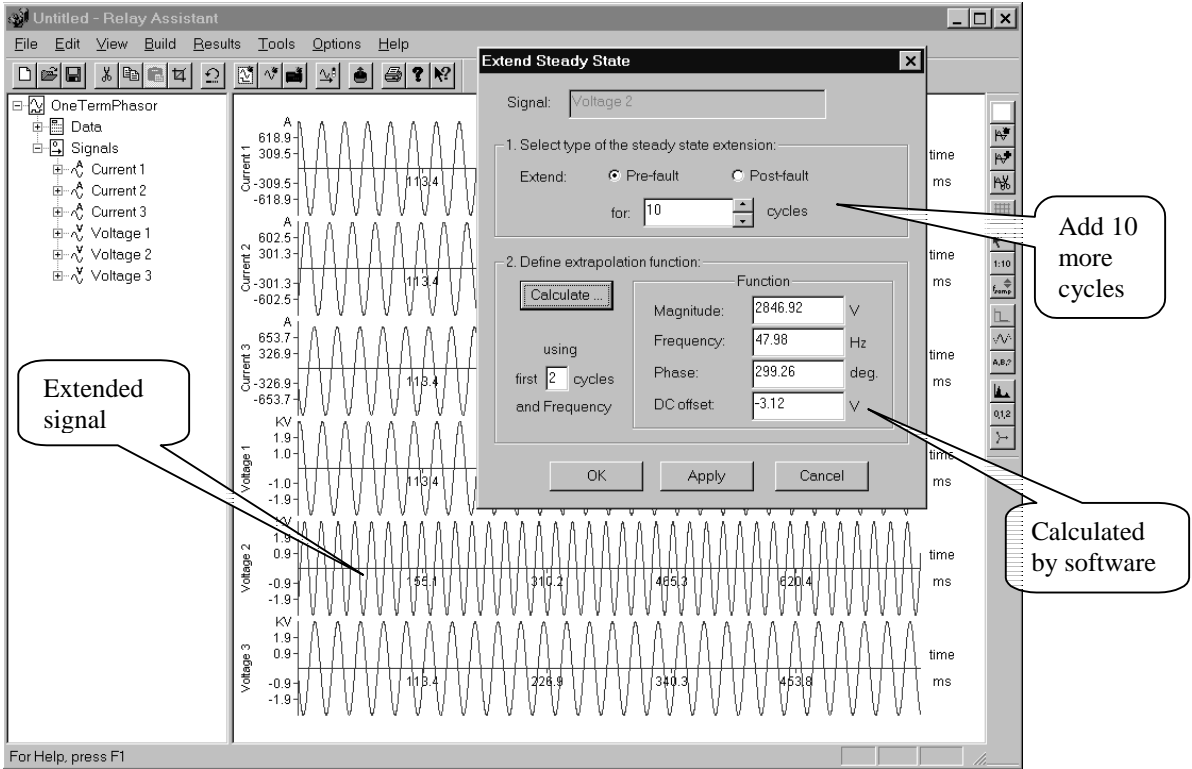 Untitled - Relay Assistant
File Edit View Build Results Tools Options Help
OneTermPhasor
Data
Signals
Current 1
Current 2
Current 3
Voltage 1
Voltage 2
Voltage 3
Current 1
A
618.9
309.5
-309.5
-618.9
113.4
time
ms
Current 2
A
602.5
301.3
-301.3
-602.5
113.4
time
ms
Current 3
A
653.7
326.9
-326.9
-653.7
113.4
time
ms
Voltage 1
KV
1.9
1.0
-1.0
-1.9
113.4
time
ms
Voltage 2
KV
1.9
0.9
-0.9
-1.9
155.1 310.2 465.3 620.4
time
ms
Voltage 3
KV
1.9
0.9
-0.9
-1.9
113.4 226.9 340.3 453.8
time
ms
Extend Steady State
Signal: Voltage 2
1. Select type of the steady state extension:
Extend: Pre-fault Post-fault
for: 10 cycles
2. Define extrapolation function:
Calculate ...
using
first 2 cycles
and Frequency
Function
Magnitude: 2846.92 V
Frequency: 47.98 Hz
Phase: 299.26 deg.
DC offset: -3.12 V
OK Apply Cancel
1:10
A,B,?
0,1,2
Add 10
more
cycles
Extended
signal
Calculated
by software
For Help, press F1